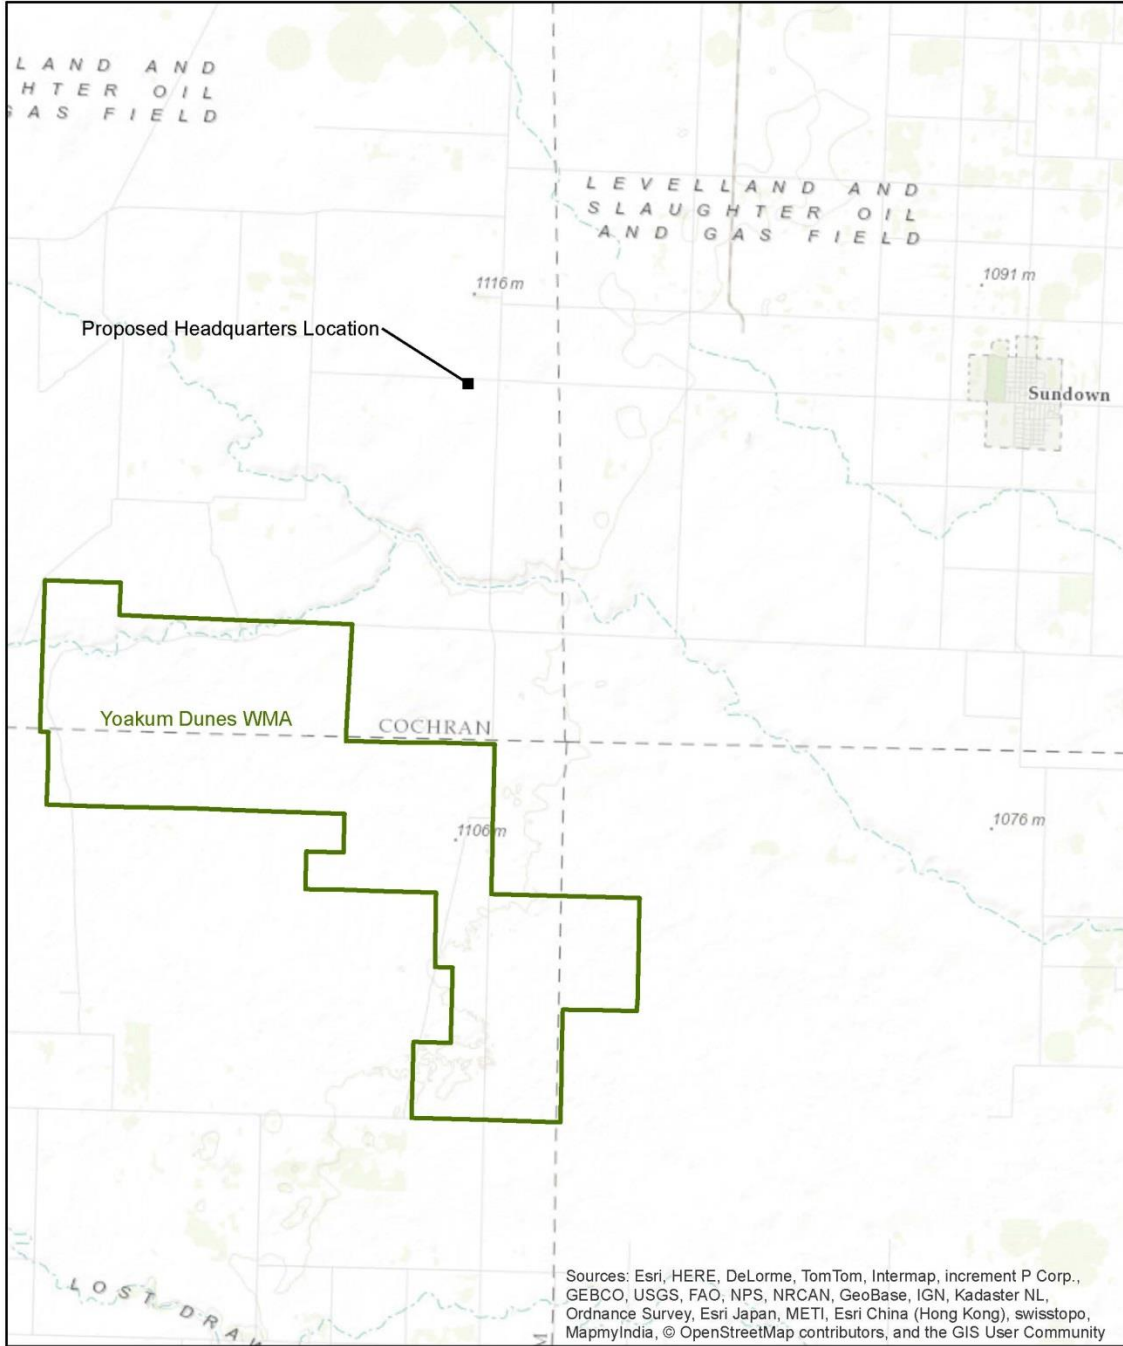 LAND AND
HTER OIL
GAS FIELD
LEVELLAND AND
SLAUGHTER OIL
AND GAS FIELD
1116 m
1091 m
Proposed Headquarters Location
Sundown
Yoakum Dunes WMA
COCHRAN
1106 m
1076 m
LOST DRAW
M
Sources: Esri, HERE, DeLorme, TomTom, Intermap, increment P Corp.,
GEBCO, USGS, FAO, NPS, NRCAN, GeoBase, IGN, Kadaster NL,
Ordnance Survey, Esri Japan, METI, Esri China (Hong Kong), swisstopo,
MapmyIndia, © OpenStreetMap contributors, and the GIS User Community